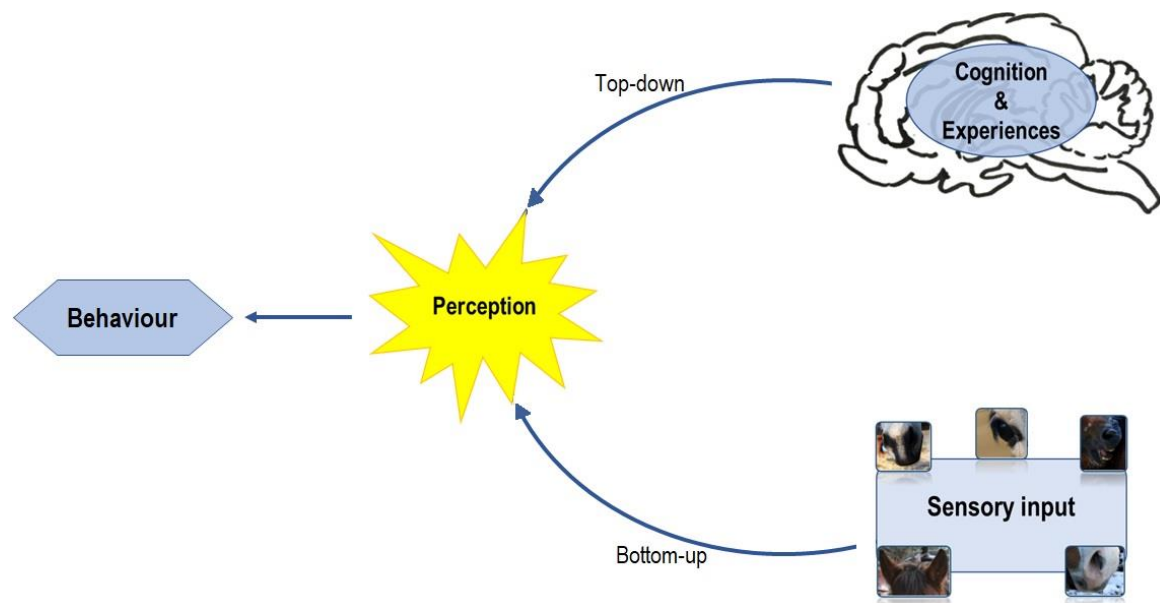 Top-down
Cognition
&
Experiences
Perception
Behaviour
Sensory input
Bottom-up